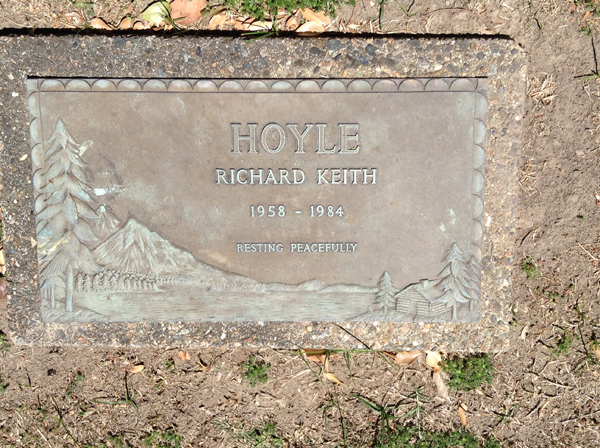 HOYLE
RICHARD KEITH
1958 - 1984
RESTING PEACEFULLY